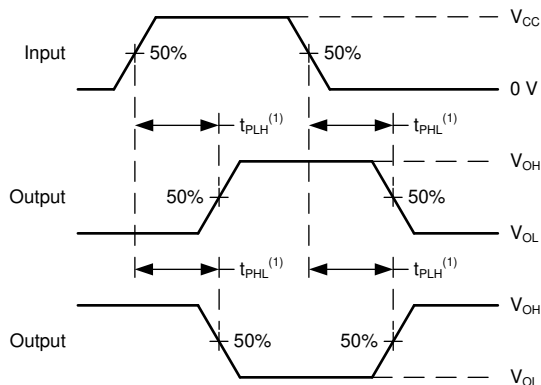 V_CC
Input 50% 50%
0 V
t_PLH^(1) t_PHL^(1)
V_OH
Output 50% 50%
V_OL
t_PHL^(1) t_PLH^(1)
V_OH
Output 50% 50%
V_OL